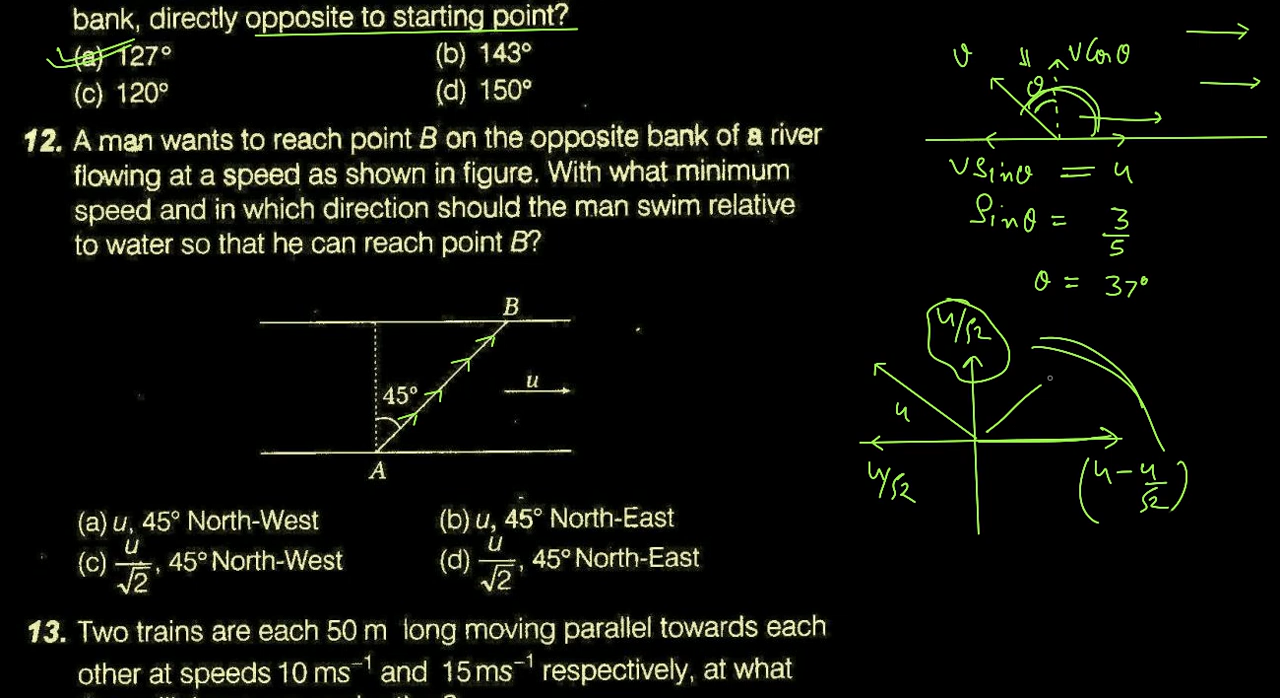 bank, directly opposite to starting point?
(a) 127° (b) 143°
(c) 120° (d) 150°
12. A man wants to reach point B on the opposite bank of a river
flowing at a speed as shown in figure. With what minimum
speed and in which direction should the man swim relative
to water so that he can reach point B?
B
45°
u
A
(a) u, 45° North-West (b) u, 45° North-East
(c) u/√2, 45° North-West (d) u/√2, 45° North-East
13. Two trains are each 50 m long moving parallel towards each
other at speeds 10 ms⁻¹ and 15 ms⁻¹ respectively, at what
v θ vCosθ
vSinθ = u
Sinθ = 3/5
θ = 37°
u/√2
u
u/√2 (u - u/√2)